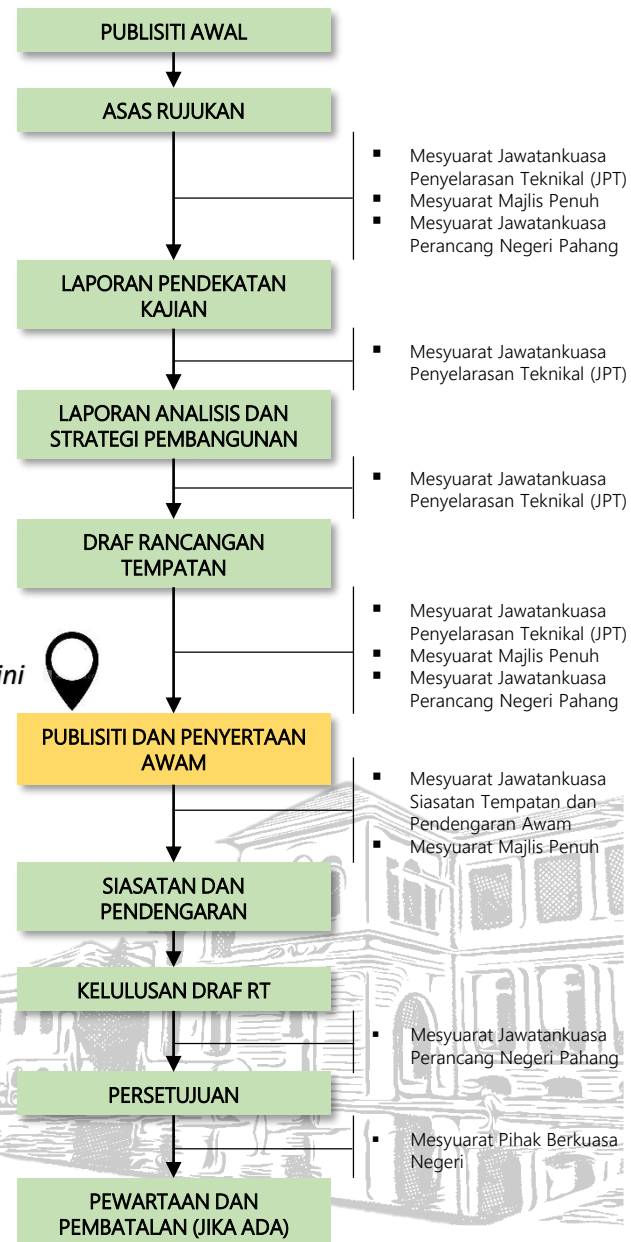 PUBLISITI AWAL
ASAS RUJUKAN
▪ Mesyuarat Jawatankuasa
Penyelarasan Teknikal (JPT)
▪ Mesyuarat Majlis Penuh
▪ Mesyuarat Jawatankuasa
Perancang Negeri Pahang
LAPORAN PENDEKATAN
KAJIAN
▪ Mesyuarat Jawatankuasa
Penyelarasan Teknikal (JPT)
LAPORAN ANALISIS DAN
STRATEGI PEMBANGUNAN
▪ Mesyuarat Jawatankuasa
Penyelarasan Teknikal (JPT)
DRAF RANCANGAN
TEMPATAN
▪ Mesyuarat Jawatankuasa
Penyelarasan Teknikal (JPT)
▪ Mesyuarat Majlis Penuh
▪ Mesyuarat Jawatankuasa
Perancang Negeri Pahang
ini
PUBLISITI DAN PENYERTAAN
AWAM
▪ Mesyuarat Jawatankuasa
Siasatan Tempatan dan
Pendengaran Awam
▪ Mesyuarat Majlis Penuh
SIASATAN DAN
PENDENGARAN
KELULUSAN DRAF RT
▪ Mesyuarat Jawatankuasa
Perancang Negeri Pahang
PERSETUJUAN
▪ Mesyuarat Pihak Berkuasa
Negeri
PEWARTAAN DAN
PEMBATALAN (JIKA ADA)